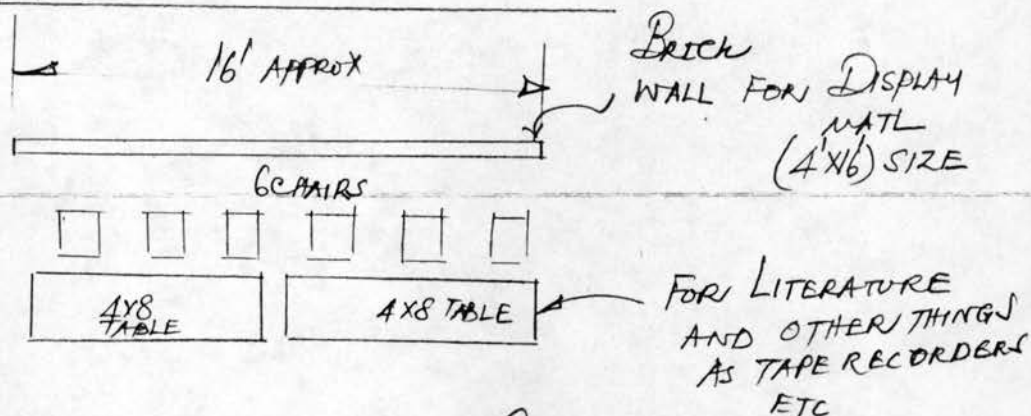 16' APPROX
BRICK
WALL FOR DISPLAY
MATL
(4'X16') SIZE
6 CHAIRS
4X8
TABLE
4X8 TABLE
FOR LITERATURE
AND OTHER THINGS
AS TAPE RECORDERS
ETC